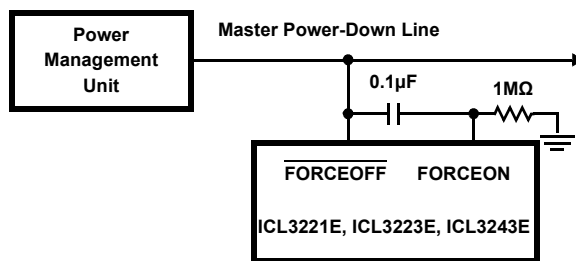 Power
Management
Unit
Master Power-Down Line
0.1µF
1MΩ
FORCEOFF FORCEON
ICL3221E, ICL3223E, ICL3243E